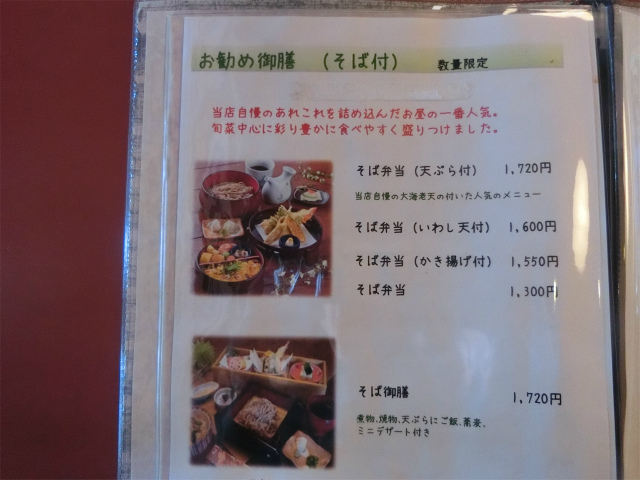 お勧め御膳 （そば付） 数量限定
当店自慢のあれこれを詰め込んだお昼の一番人気。
旬菜中心に彩り豊かに食べやすく盛りつけました。
そば弁当（天ぷら付） 1,720円
当店自慢の大海老天の付いた人気のメニュー
そば弁当（いわし天付） 1,600円
そば弁当（かき揚げ付） 1,550円
そば弁当 1,300円
そば御膳 1,720円
煮物、焼物、天ぷらにご飯、蕎麦、
ミニデザート付き